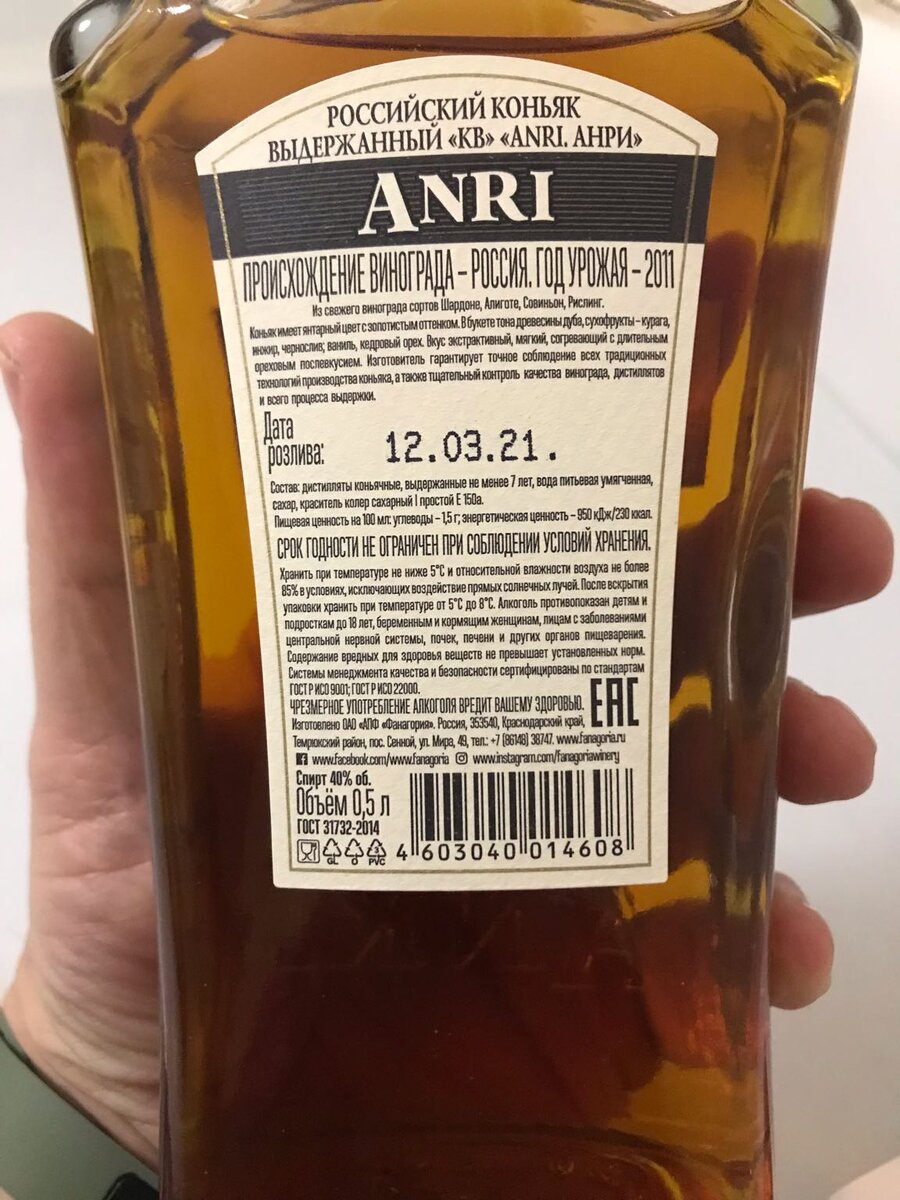 РОССИЙСКИЙ КОНЬЯК
ВЫДЕРЖАННЫЙ «КВ» «ANRI. АНРИ»
ANRI
ПРОИСХОЖДЕНИЕ ВИНОГРАДА – РОССИЯ. ГОД УРОЖАЯ – 2011
Из свежего винограда сортов Шардоне, Алиготе, Совиньон, Рислинг.
Коньяк имеет янтарный цвет с золотистым оттенком. В букете тона древесины дуба, сухофрукты – курага,
инжир, чернослив; ваниль, кедровый орех. Вкус экстрактивный, мягкий, согревающий с длительным
ореховым послевкусием. Изготовитель гарантирует точное соблюдение всех традиционных
технологий производства коньяка, а также тщательный контроль качества винограда, дистиллятов
и всего процесса выдержки.
Дата
розлива:
12.03.21.
Состав: дистилляты коньячные, выдержанные не менее 7 лет, вода питьевая умягченная,
сахар, краситель колер сахарный I простой Е 150а.
Пищевая ценность на 100 мл: углеводы – 1,5 г; энергетическая ценность – 950 кДж/230 ккал.
СРОК ГОДНОСТИ НЕ ОГРАНИЧЕН ПРИ СОБЛЮДЕНИИ УСЛОВИЙ ХРАНЕНИЯ.
Хранить при температуре не ниже 5°С и относительной влажности воздуха не более
85% в условиях, исключающих воздействие прямых солнечных лучей. После вскрытия
упаковки хранить при температуре от 5°С до 8°С. Алкоголь противопоказан детям и
подросткам до 18 лет, беременным и кормящим женщинам, лицам с заболеваниями
центральной нервной системы, почек, печени и других органов пищеварения.
Содержание вредных для здоровья веществ не превышает установленных норм.
Системы менеджмента качества и безопасности сертифицированы по стандартам
ГОСТ Р ИСО 9001; ГОСТ Р ИСО 22000.
ЧРЕЗМЕРНОЕ УПОТРЕБЛЕНИЕ АЛКОГОЛЯ ВРЕДИТ ВАШЕМУ ЗДОРОВЬЮ.
EAC
Изготовлено ОАО «АПФ «Фанагория». Россия, 353540, Краснодарский край,
Темрюкский район, пос. Сенной, ул. Мира, 49, тел.: +7 (86148) 38747. www.fanagoria.ru
www.facebook.com/www.fanagoria www.instagram.com/fanagoriawinery
Спирт 40% об.
Объём 0,5 л
ГОСТ 31732-2014
GL O 3 PVC
4 603040 014608